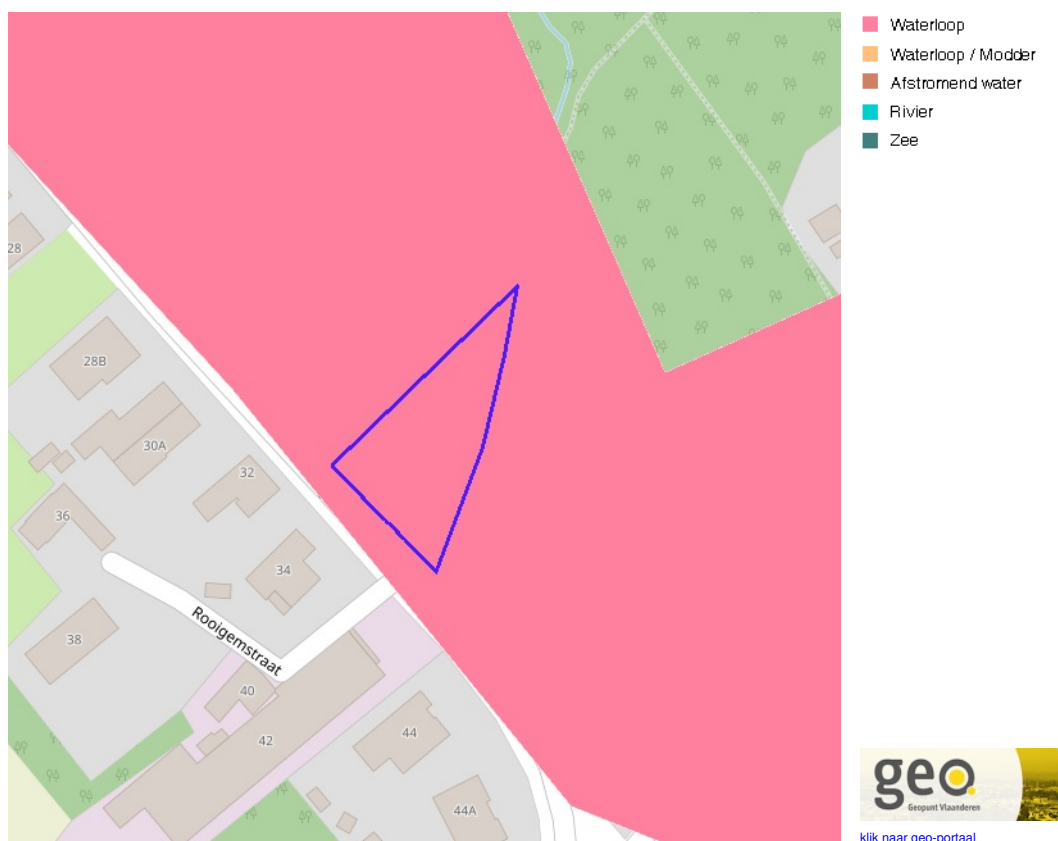 Waterloop
Waterloop / Modder
Afstromend water
Rivier
Zee
28
28B
30A
32
36
34
Rooigemstraat
38
40
42
44
44A
geo
Geopunt Vlaanderen
klik naar geo-portaal